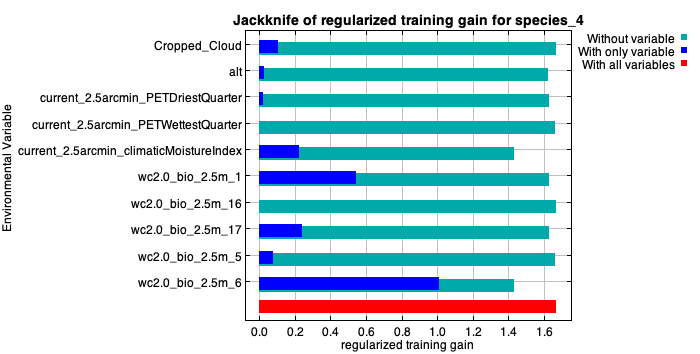 Jackknife of regularized training gain for species_4
Without variable
With only variable
With all variables
Environmental Variable
Cropped_Cloud
alt
current_2.5arcmin_PETDriestQuarter
current_2.5arcmin_PETWettestQuarter
current_2.5arcmin_climaticMoistureIndex
wc2.0_bio_2.5m_1
wc2.0_bio_2.5m_16
wc2.0_bio_2.5m_17
wc2.0_bio_2.5m_5
wc2.0_bio_2.5m_6
0.0 0.2 0.4 0.6 0.8 1.0 1.2 1.4 1.6
regularized training gain